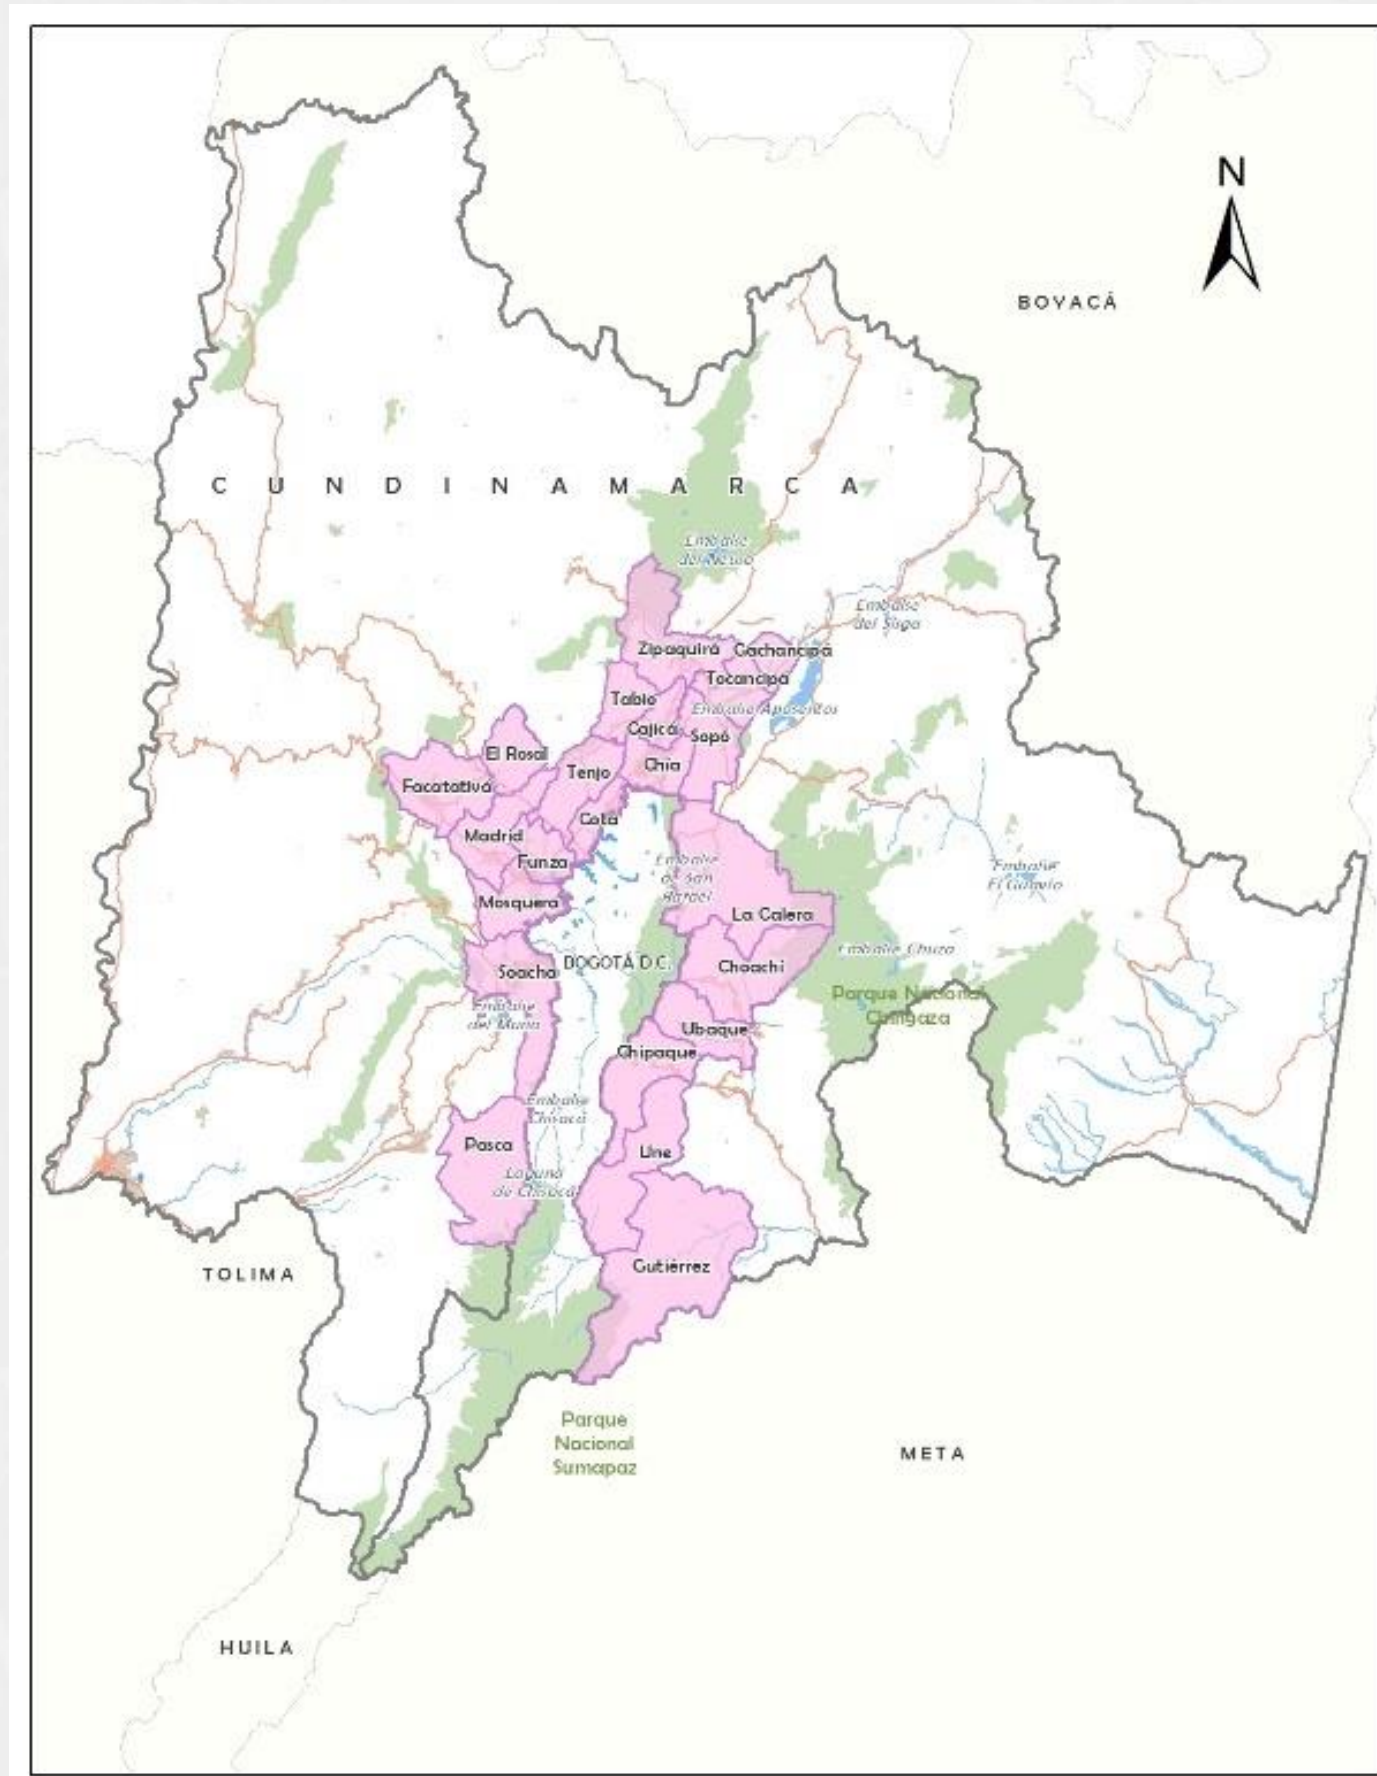 N
BOYACÁ
CUNDINAMARCA
Embalse
del Neusa
Embalse
del Sisga
Zipaquirá
Gachancipá
Tocancipá
Tabio
Embalse Aposentos
Cajicá
Sopó
El Rosal
Chía
Tenjo
Facatativá
Cota
Madrid
Funza
Embalse
de San
Rafael
Embalse
El Guavio
Mosquera
La Calera
Embalse Chuza
BOGOTÁ D.C.
Choachí
Soacha
Parque Nacional
Chingaza
Embalse
del Muña
Ubaque
Chipaque
Embalse
Chisacá
Pasca
Une
Laguna
de Chisacá
Gutiérrez
TOLIMA
Parque
Nacional
Sumapaz
META
HUILA